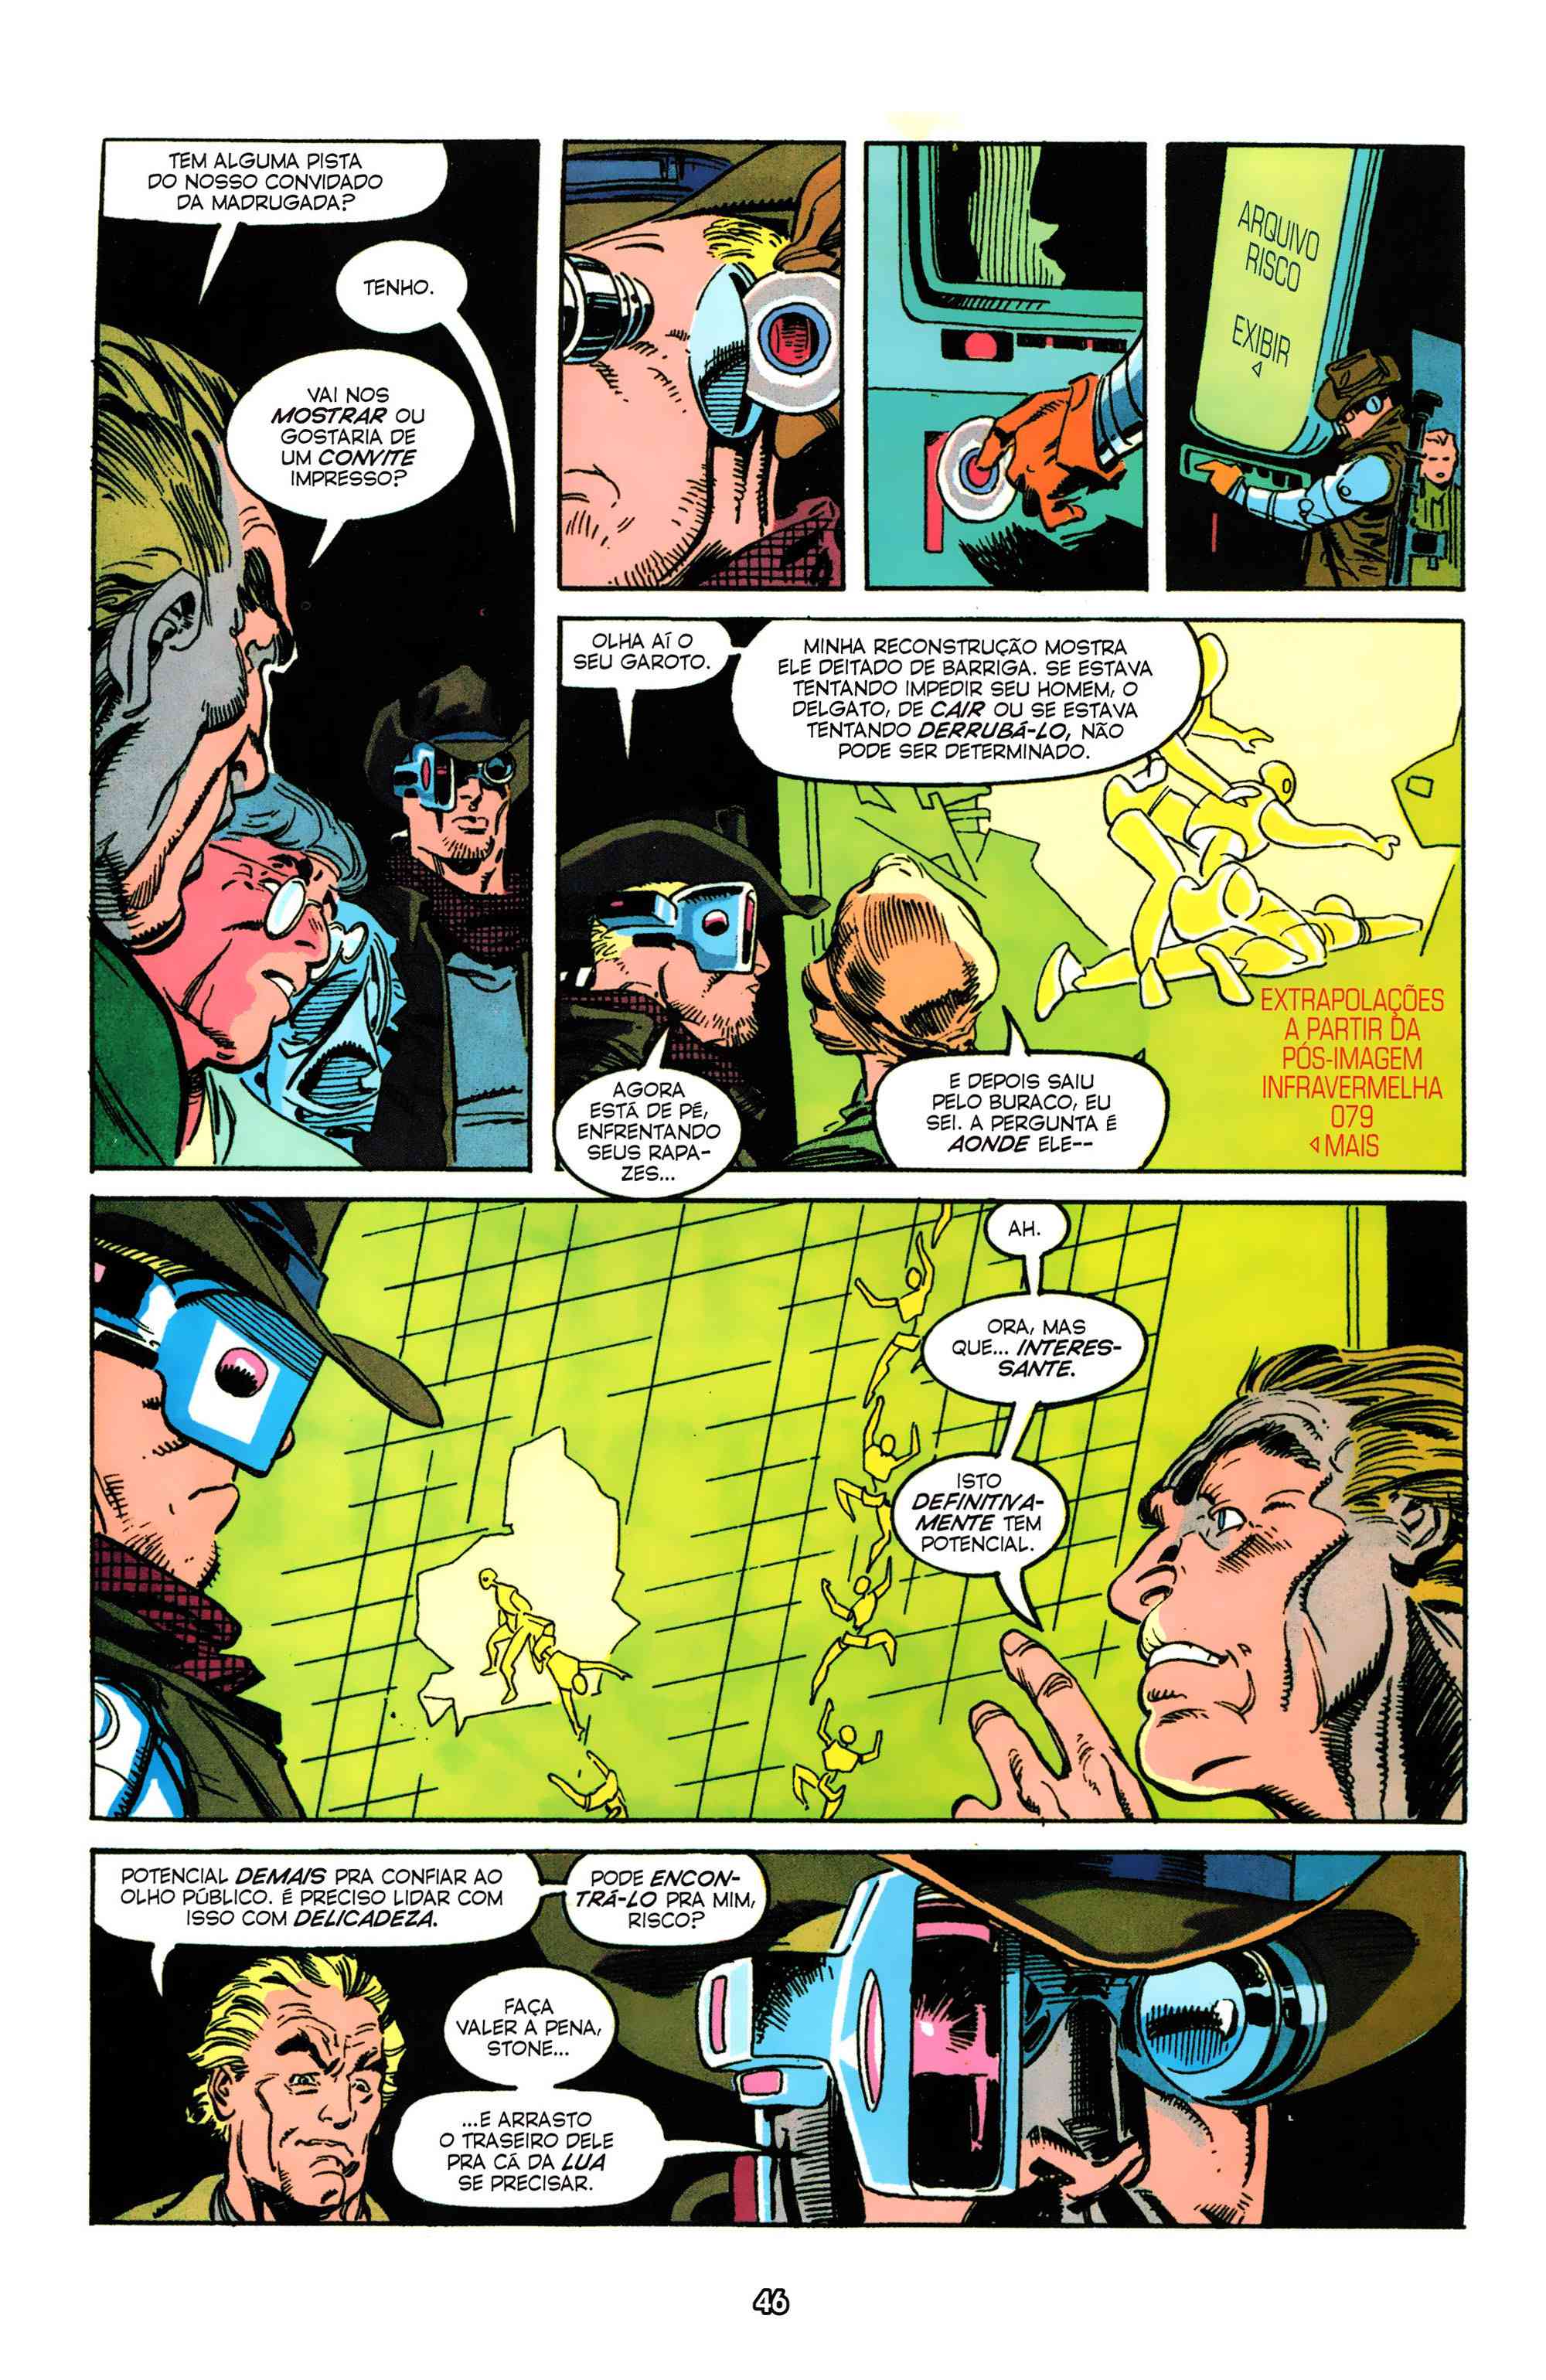 TEM ALGUMA PISTA
DO NOSSO CONVIDADO
DA MADRUGADA?
TENHO.
VAI NOS
MOSTRAR OU
GOSTARIA DE
UM CONVITE
IMPRESSO?
ARQUIVO
RISCO
EXIBIR
OLHA AÍ O
SEU GAROTO.
MINHA RECONSTRUÇÃO MOSTRA
ELE DEITADO DE BARRIGA. SE ESTAVA
TENTANDO IMPEDIR SEU HOMEM, O
DELGATO, DE CAIR OU SE ESTAVA
TENTANDO DERRUBÁ-LO, NÃO
PODE SER DETERMINADO.
AGORA
ESTÁ DE PÉ,
ENFRENTANDO
SEUS RAPA-
ZES...
E DEPOIS SAIU
PELO BURACO, EU
SEI. A PERGUNTA É
AONDE ELE--
EXTRAPOLAÇÕES
A PARTIR DA
PÓS-IMAGEM
INFRAVERMELHA
079
MAIS
AH.
ORA, MAS
QUE... INTERES-
SANTE.
ISTO
DEFINITIVA-
MENTE TEM
POTENCIAL.
POTENCIAL DEMAIS PRA CONFIAR AO
OLHO PÚBLICO. É PRECISO LIDAR COM
ISSO COM DELICADEZA.
PODE ENCON-
TRÁ-LO PRA MIM,
RISCO?
FAÇA
VALER A PENA,
STONE...
...E ARRASTO
O TRASEIRO DELE
PRA CÁ DA LUA
SE PRECISAR.
46